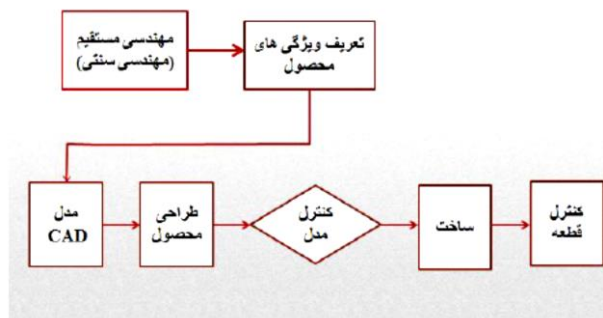 مهندسی مستقیم
(مهندسی سنتی)
تعریف ویژگی های
محصول
مدل
CAD
طراحی
محصول
کنترل
مدل
ساخت
کنترل
قطعه